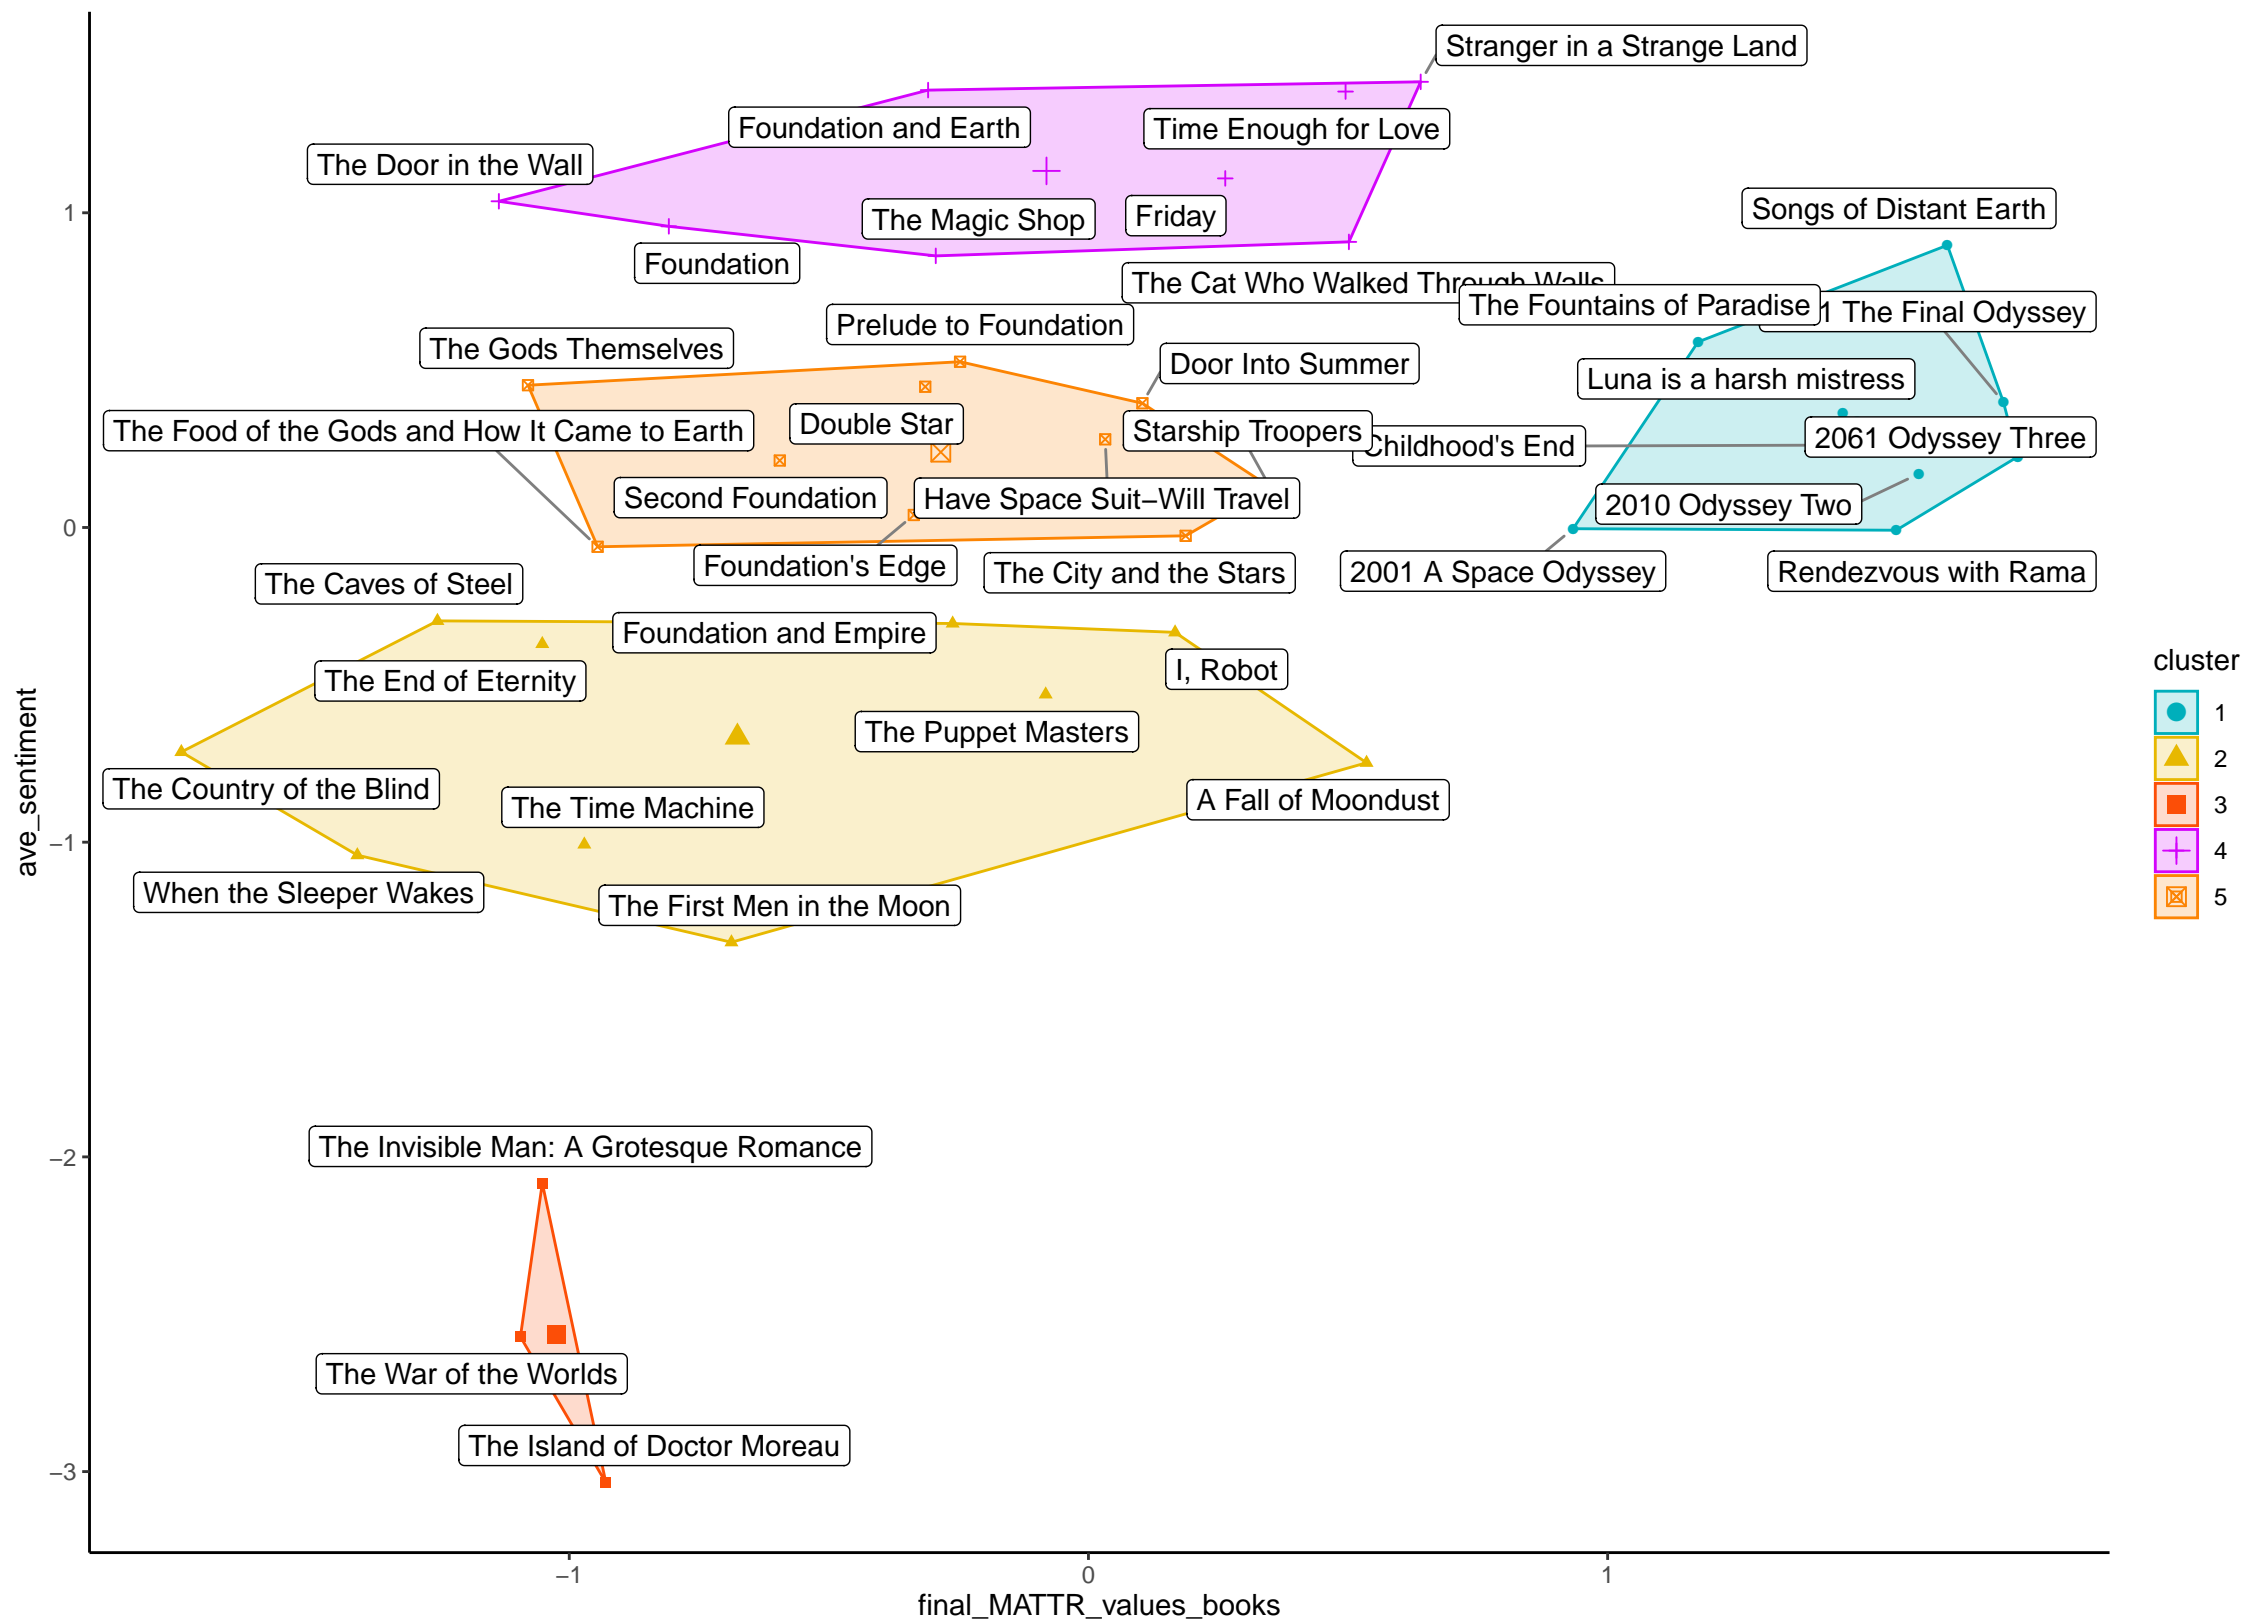 Stranger in a Strange Land
Foundation and Earth
Time Enough for Love
The Door in the Wall
Songs of Distant Earth
The Magic Shop
Friday
1
Foundation
The Cat Who Walked Through Walls
The Fountains of Paradise
1 The Final Odyssey
Prelude to Foundation
The Gods Themselves
Door Into Summer
Luna is a harsh mistress
The Food of the Gods and How It Came to Earth
Double Star
Starship Troopers
Childhood's End
2061 Odyssey Three
Second Foundation
Have Space Suit–Will Travel
2010 Odyssey Two
0
Foundation's Edge
The City and the Stars
2001 A Space Odyssey
Rendezvous with Rama
The Caves of Steel
Foundation and Empire
I, Robot
The End of Eternity
The Puppet Masters
The Country of the Blind
The Time Machine
A Fall of Moondust
−1
When the Sleeper Wakes
The First Men in the Moon
The Invisible Man: A Grotesque Romance
−2
The War of the Worlds
The Island of Doctor Moreau
−3
ave_sentiment
−1
0
1
final_MATTR_values_books
cluster
1
2
3
4
5